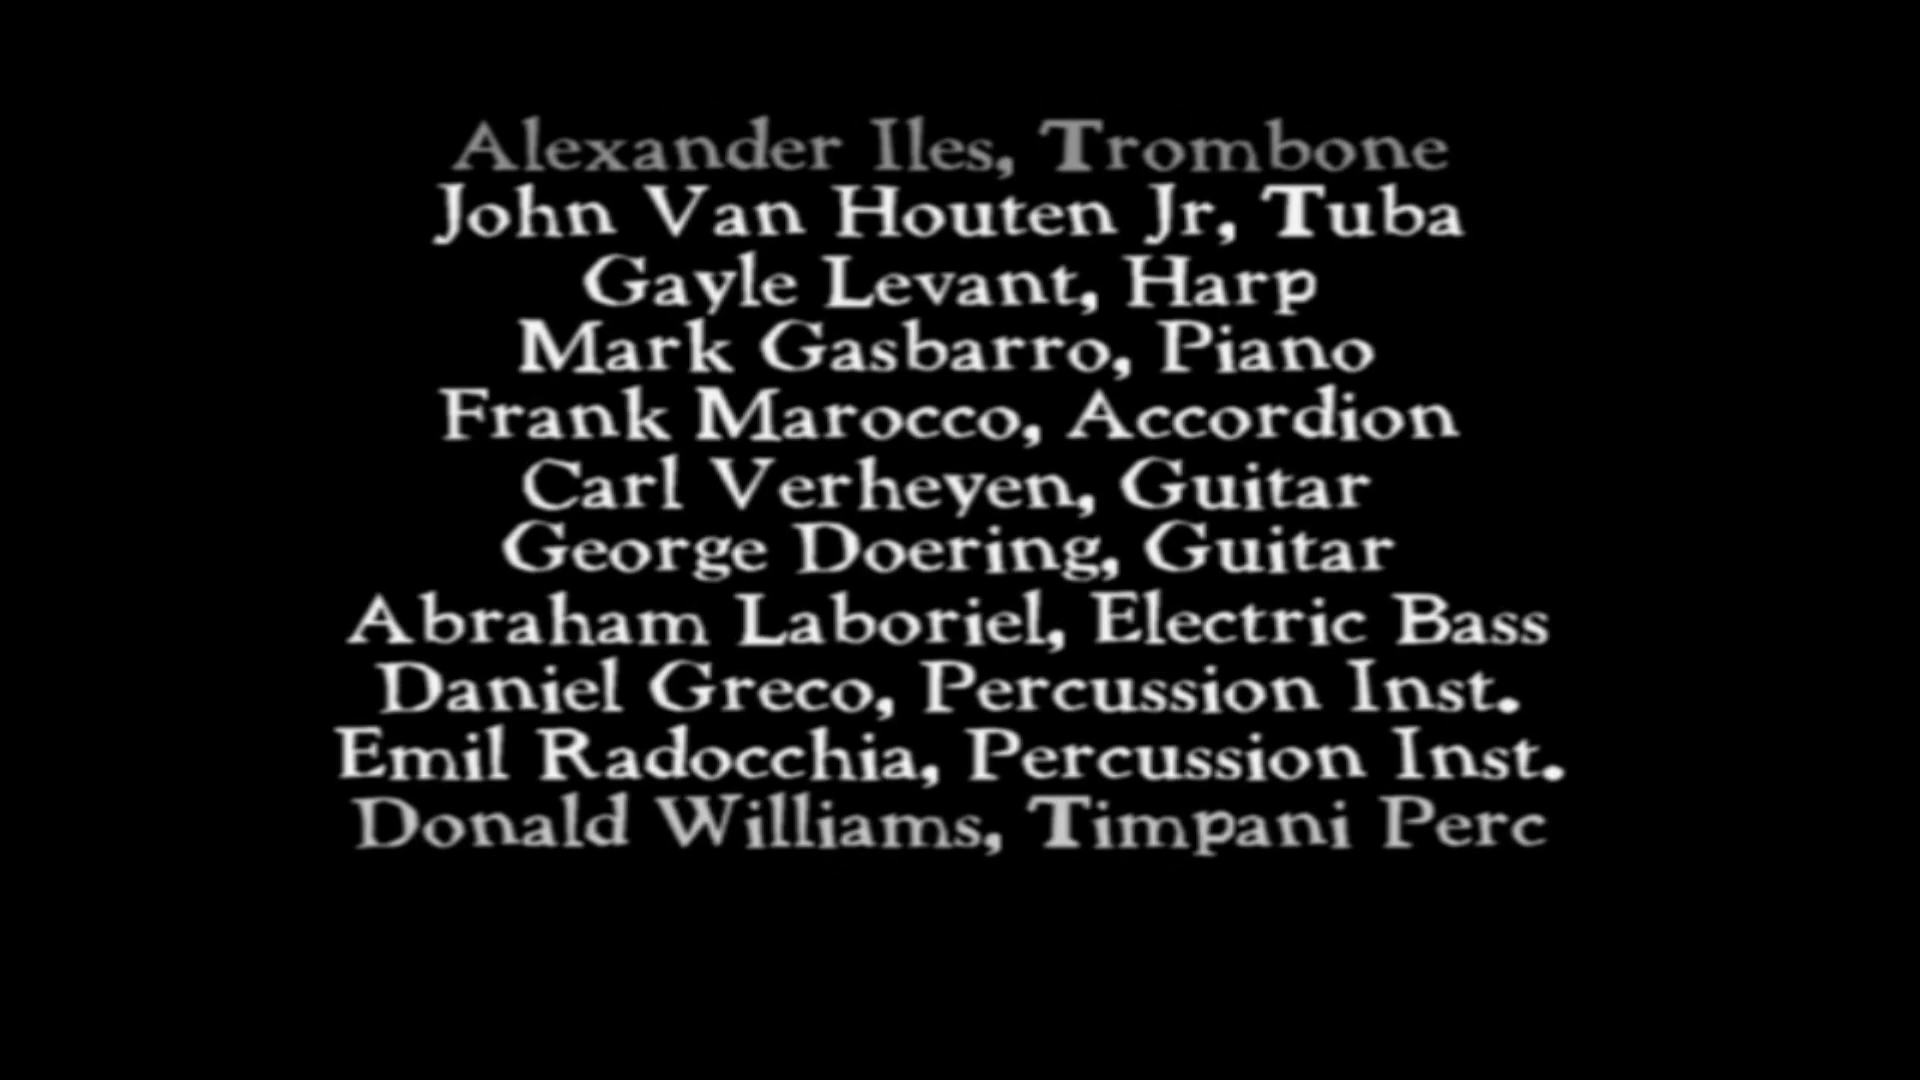 Alexander Iles, Trombone
John Van Houten Jr, Tuba
Gayle Levant, Harp
Mark Gasbarro, Piano
Frank Marocco, Accordion
Carl Verheyen, Guitar
George Doering, Guitar
Abraham Laboriel, Electric Bass
Daniel Greco, Percussion Inst.
Emil Radocchia, Percussion Inst.
Donald Williams, Timpani Perc